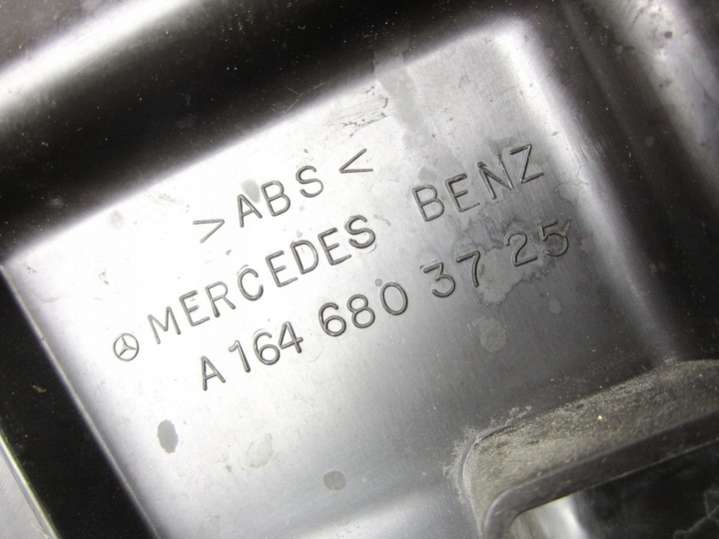 >ABS<
MERCEDES BENZ
A 164 680 37 25